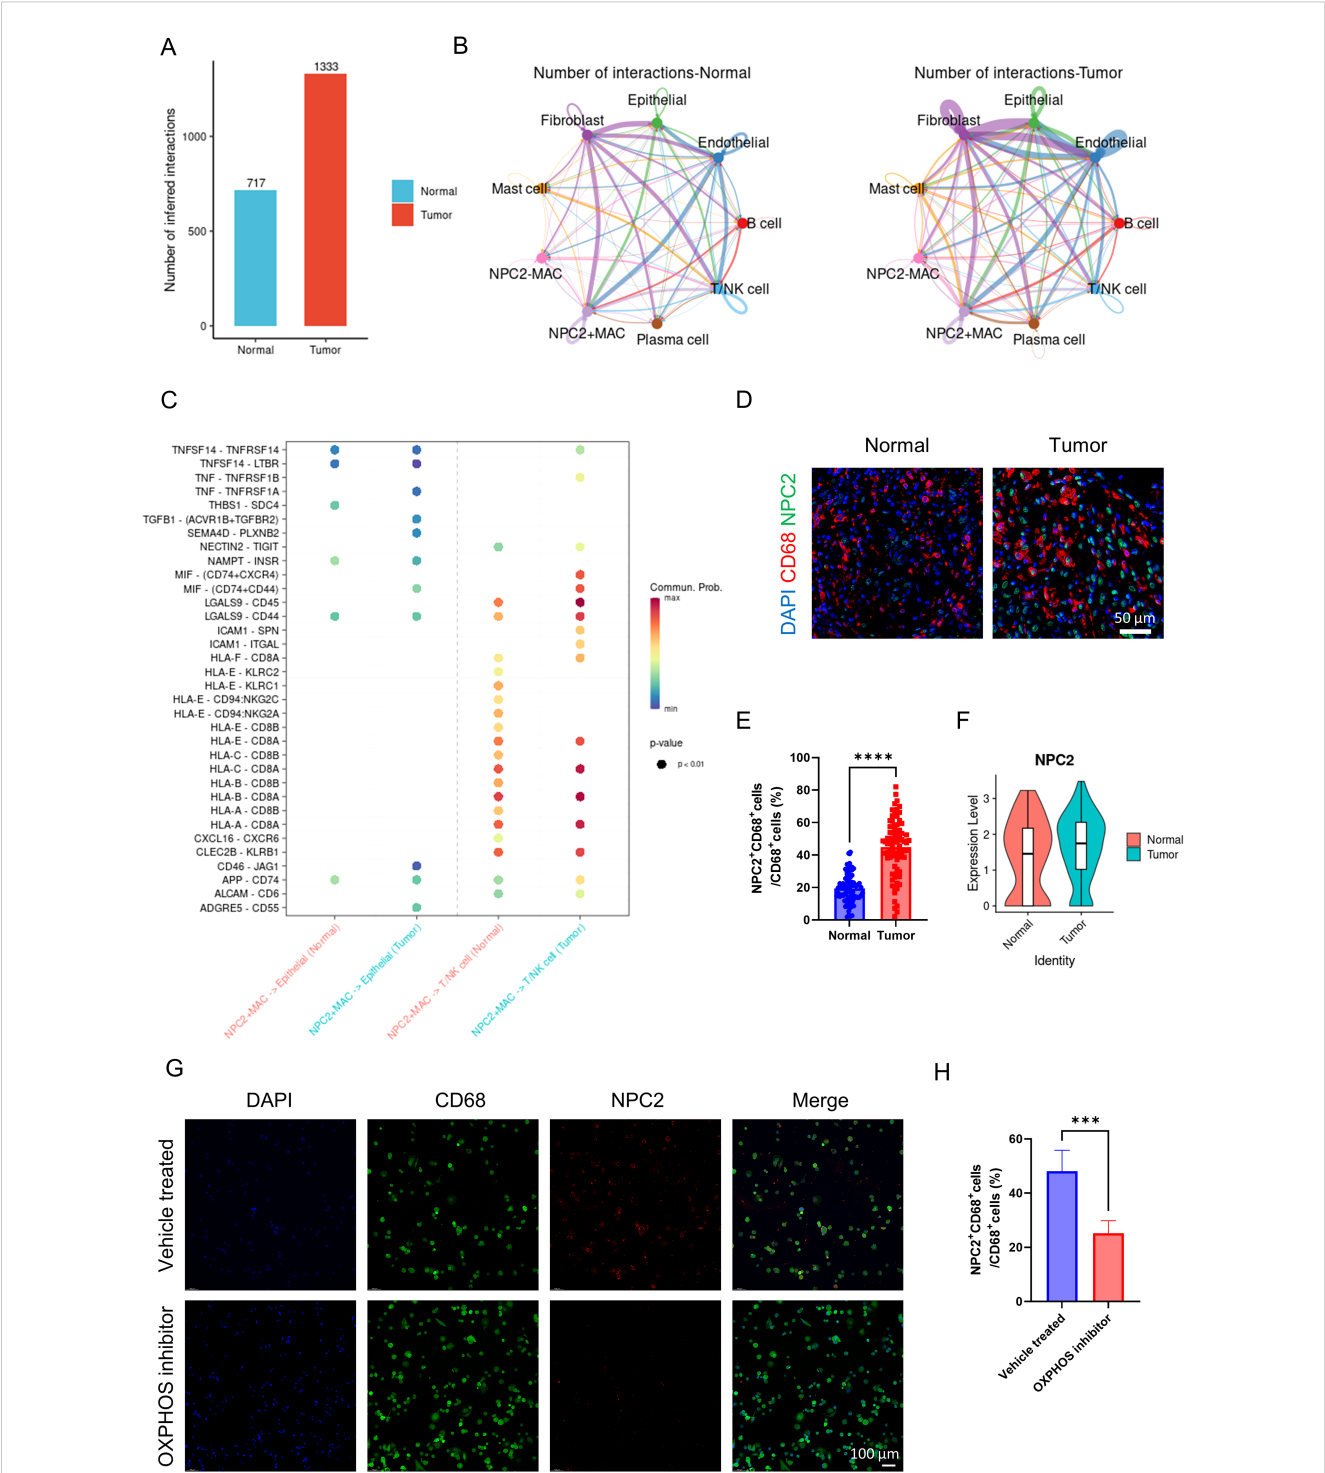 A
1333
717
Number of inferred interactions
1000
500
0
Normal
Tumor
Normal
Tumor
B
Number of interactions-Normal
Epithelial
Fibroblast
Endothelial
Mast cell
B cell
NPC2-MAC
T/NK cell
NPC2+MAC
Plasma cell
Number of interactions-Tumor
Epithelial
Fibroblast
Endothelial
Mast cell
B cell
NPC2-MAC
T/NK cell
NPC2+MAC
Plasma cell
C
TNFSF14 - TNFRSF14
TNFSF14 - LTBR
TNF - TNFRSF1B
TNF - TNFRSF1A
THBS1 - SDC4
TGFB1 - (ACVR1B+TGFBR2)
SEMA4D - PLXNB2
NECTIN2 - TIGIT
NAMPT - INSR
MIF - (CD74+CXCR4)
MIF - (CD74+CD44)
LGALS9 - CD45
LGALS9 - CD44
ICAM1 - SPN
ICAM1 - ITGAL
HLA-F - CD8A
HLA-E - KLRC2
HLA-E - KLRC1
HLA-E - CD94:NKG2C
HLA-E - CD94:NKG2A
HLA-E - CD8B
HLA-E - CD8A
HLA-C - CD8B
HLA-C - CD8A
HLA-B - CD8B
HLA-B - CD8A
HLA-A - CD8B
HLA-A - CD8A
CXCL16 - CXCR6
CLEC2B - KLRB1
CD46 - JAG1
APP - CD74
ALCAM - CD6
ADGRE5 - CD55
NPC2+MAC -> Epithelial (Normal)
NPC2+MAC -> Epithelial (Tumor)
NPC2+MAC -> T/NK cell (Normal)
NPC2+MAC -> T/NK cell (Tumor)
Commun. Prob.
max
min
p-value
p < 0.01
D
Normal
Tumor
DAPI CD68 NPC2
50 μm
E
NPC2+CD68+cells
/CD68+cells (%)
100
80
60
40
20
0
****
Normal
Tumor
F
NPC2
Expression Level
3
2
1
0
Normal
Tumor
Identity
Normal
Tumor
G
DAPI
CD68
NPC2
Merge
Vehicle treated
OXPHOS inhibitor
100 μm
H
NPC2+CD68+cells
/CD68+cells (%)
60
40
20
0
***
Vehicle treated
OXPHOS inhibitor